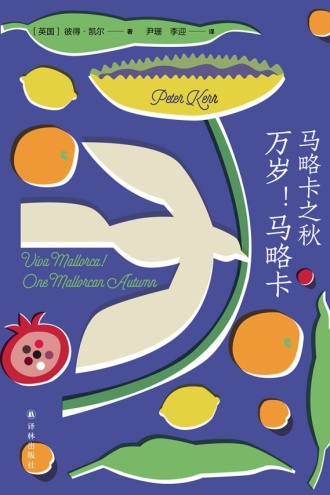 [英国] 彼得·凯尔 著 尹珊 李迎 译
Peter Kerr
马略卡之秋
万岁！马略卡
Viva Mallorca!
One Mallorcan Autumn
译林出版社